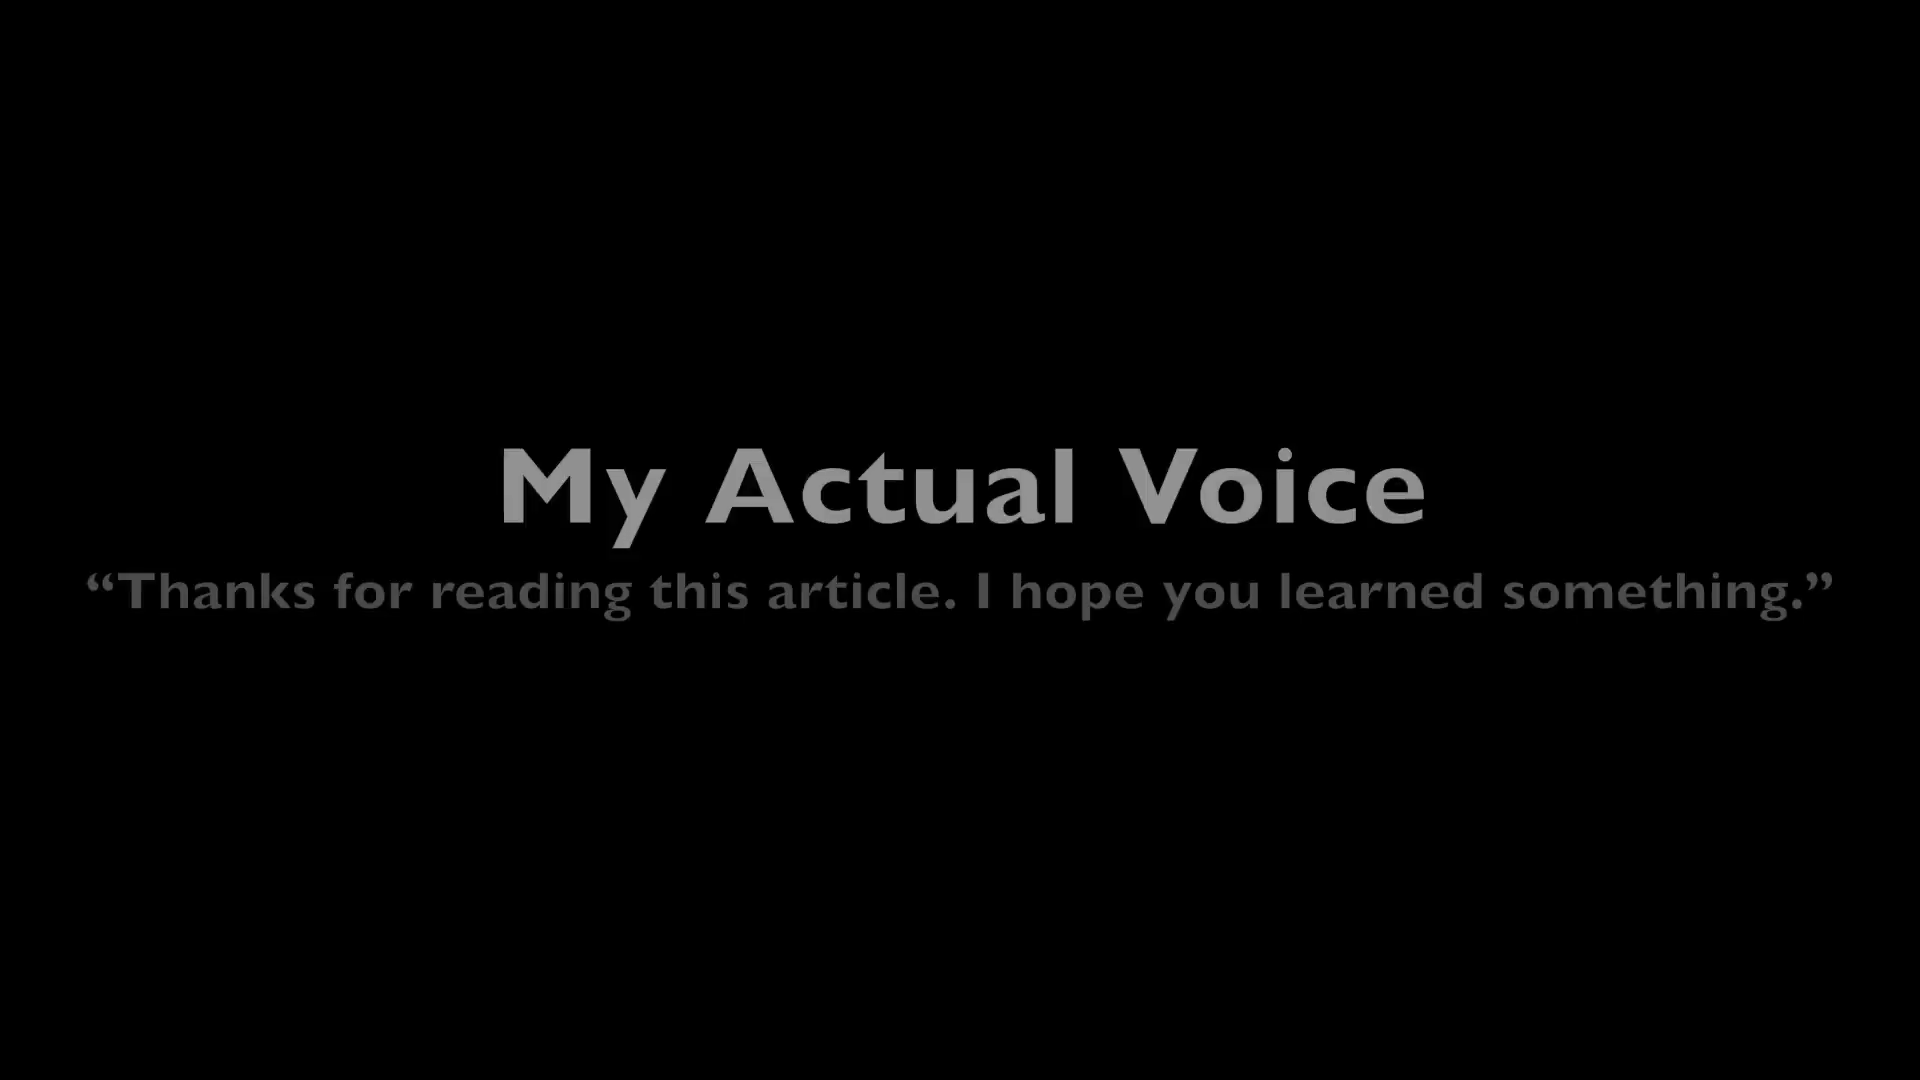 My Actual Voice
“Thanks for reading this article. I hope you learned something.”